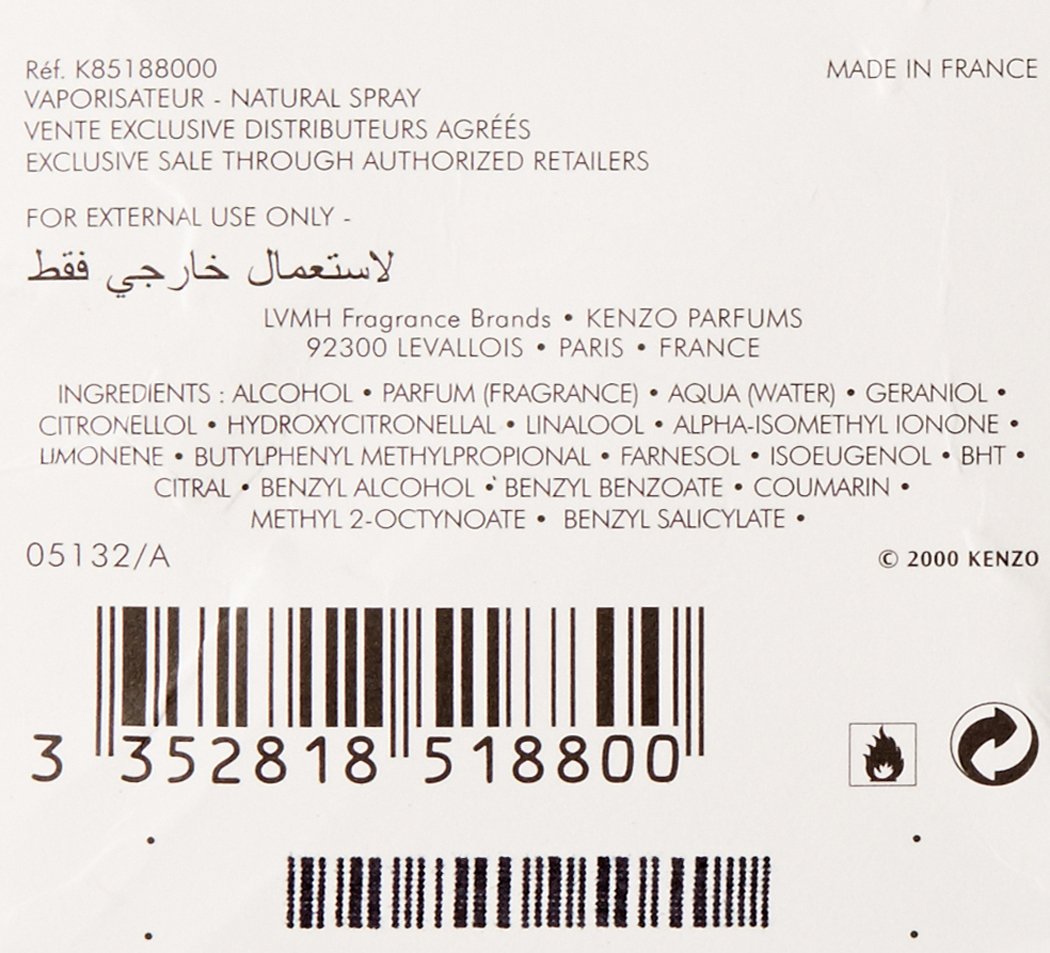 Réf. K85188000
MADE IN FRANCE
VAPORISATEUR - NATURAL SPRAY
VENTE EXCLUSIVE DISTRIBUTEURS AGRÉÉS
EXCLUSIVE SALE THROUGH AUTHORIZED RETAILERS
FOR EXTERNAL USE ONLY -
لاستعمال خارجي فقط
LVMH Fragrance Brands • KENZO PARFUMS
92300 LEVALLOIS • PARIS • FRANCE
INGREDIENTS : ALCOHOL • PARFUM (FRAGRANCE) • AQUA (WATER) • GERANIOL •
CITRONELLOL • HYDROXYCITRONELLAL • LINALOOL • ALPHA-ISOMETHYL IONONE •
LIMONENE • BUTYLPHENYL METHYLPROPIONAL • FARNESOL • ISOEUGENOL • BHT •
CITRAL • BENZYL ALCOHOL • BENZYL BENZOATE • COUMARIN •
METHYL 2-OCTYNOATE • BENZYL SALICYLATE •
05132/A
© 2000 KENZO
3 352818 518800